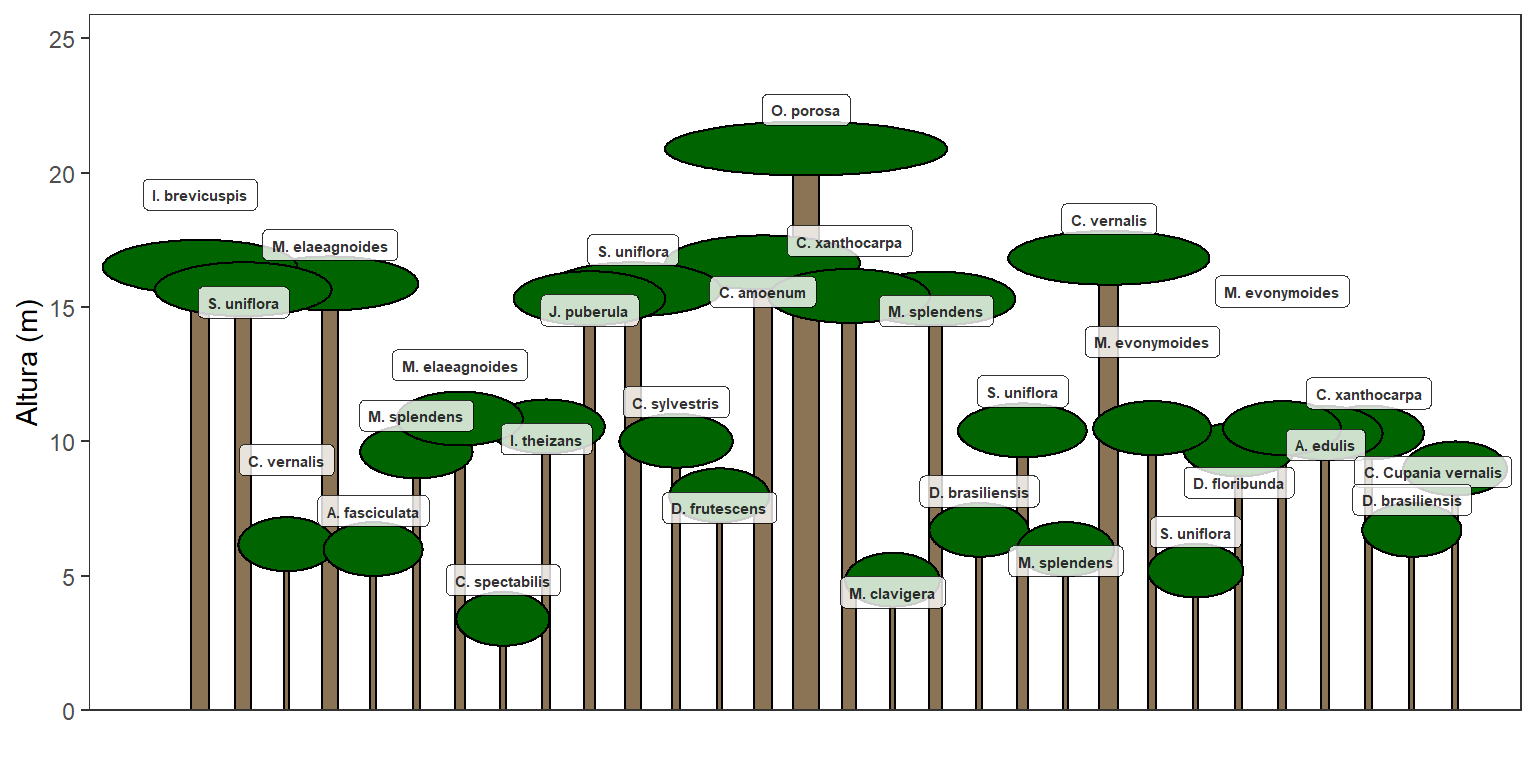 Altura (m)
25
20
15
10
5
0
O. porosa
I. brevicuspis
C. vernalis
M. elaeagnoides
S. uniflora
C. xanthocarpa
M. evonymoides
S. uniflora
J. puberula
C. amoenum
M. splendens
M. evonymoides
M. elaeagnoides
S. uniflora
C. xanthocarpa
M. splendens
C. sylvestris
I. theizans
A. edulis
C. vernalis
C. Cupania vernalis
D. floribunda
D. brasiliensis
D. brasiliensis
A. fasciculata
D. frutescens
S. uniflora
M. splendens
C. spectabilis
M. clavigera